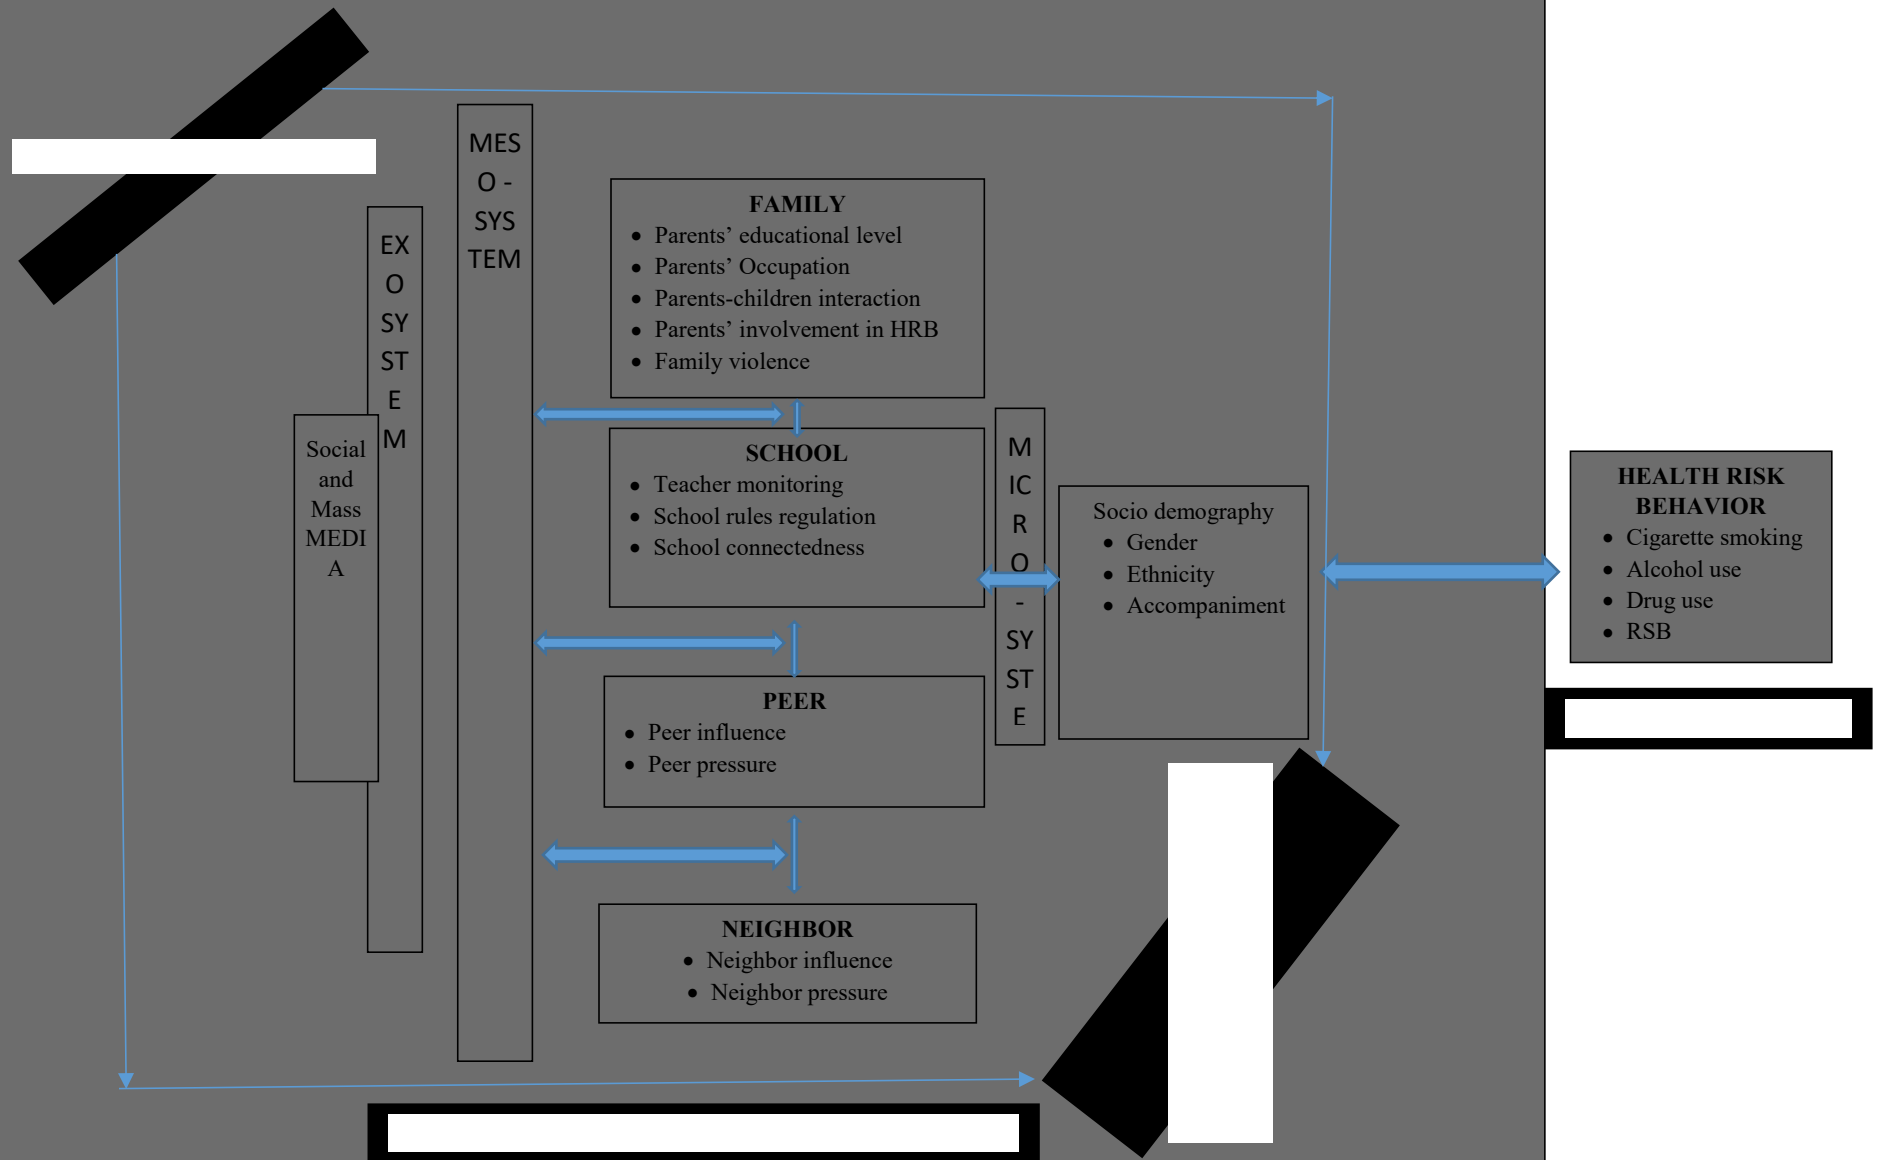 MES
O -
SYS
TEM
EX
O
SY
ST
E
M
Social
and
Mass
MEDI
A
FAMILY
• Parents’ educational level
• Parents’ Occupation
• Parents-children interaction
• Parents’ involvement in HRB
• Family violence
SCHOOL
• Teacher monitoring
• School rules regulation
• School connectedness
PEER
• Peer influence
• Peer pressure
NEIGHBOR
• Neighbor influence
• Neighbor pressure
M
IC
R
O
-
SY
ST
E
Socio demography
• Gender
• Ethnicity
• Accompaniment
HEALTH RISK
BEHAVIOR
• Cigarette smoking
• Alcohol use
• Drug use
• RSB